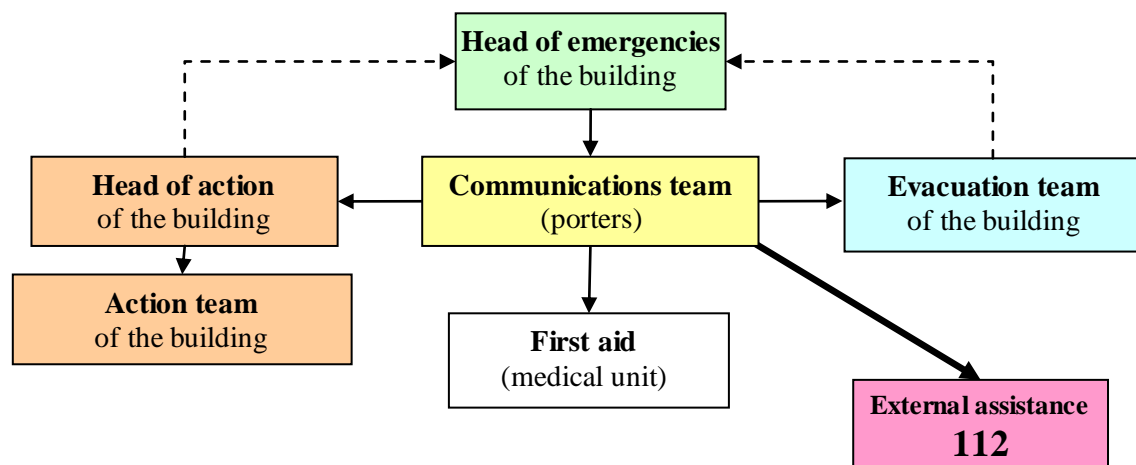 Head of emergencies
of the building
Head of action
of the building
Communications team
(porters)
Evacuation team
of the building
Action team
of the building
First aid
(medical unit)
External assistance
112